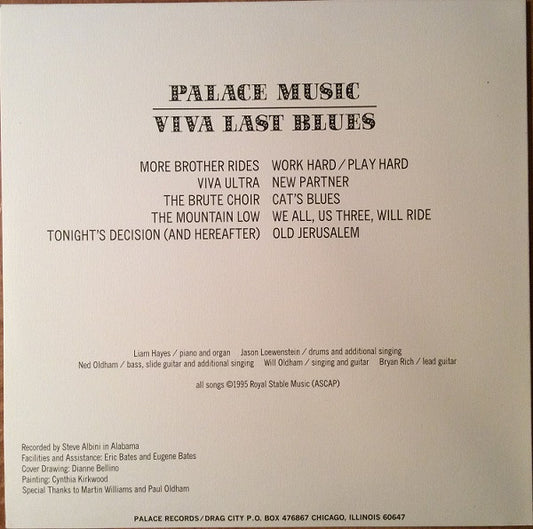 PALACE MUSIC
VIVA LAST BLUES
MORE BROTHER RIDES WORK HARD / PLAY HARD
VIVA ULTRA NEW PARTNER
THE BRUTE CHOIR CAT'S BLUES
THE MOUNTAIN LOW WE ALL, US THREE, WILL RIDE
TONIGHT'S DECISION (AND HEREAFTER) OLD JERUSALEM
Liam Hayes / piano and organ Jason Loewenstein / drums and additional singing
Ned Oldham / bass, slide guitar and additional singing Will Oldham / singing and guitar Bryan Rich / lead guitar
all songs ©1995 Royal Stable Music (ASCAP)
Recorded by Steve Albini in Alabama
Facilities and Assistance: Eric Bates and Eugene Bates
Cover Drawing: Dianne Bellino
Painting: Cynthia Kirkwood
Special Thanks to Martin Williams and Paul Oldham
PALACE RECORDS / DRAG CITY P.O. BOX 476867 CHICAGO, ILLINOIS 60647